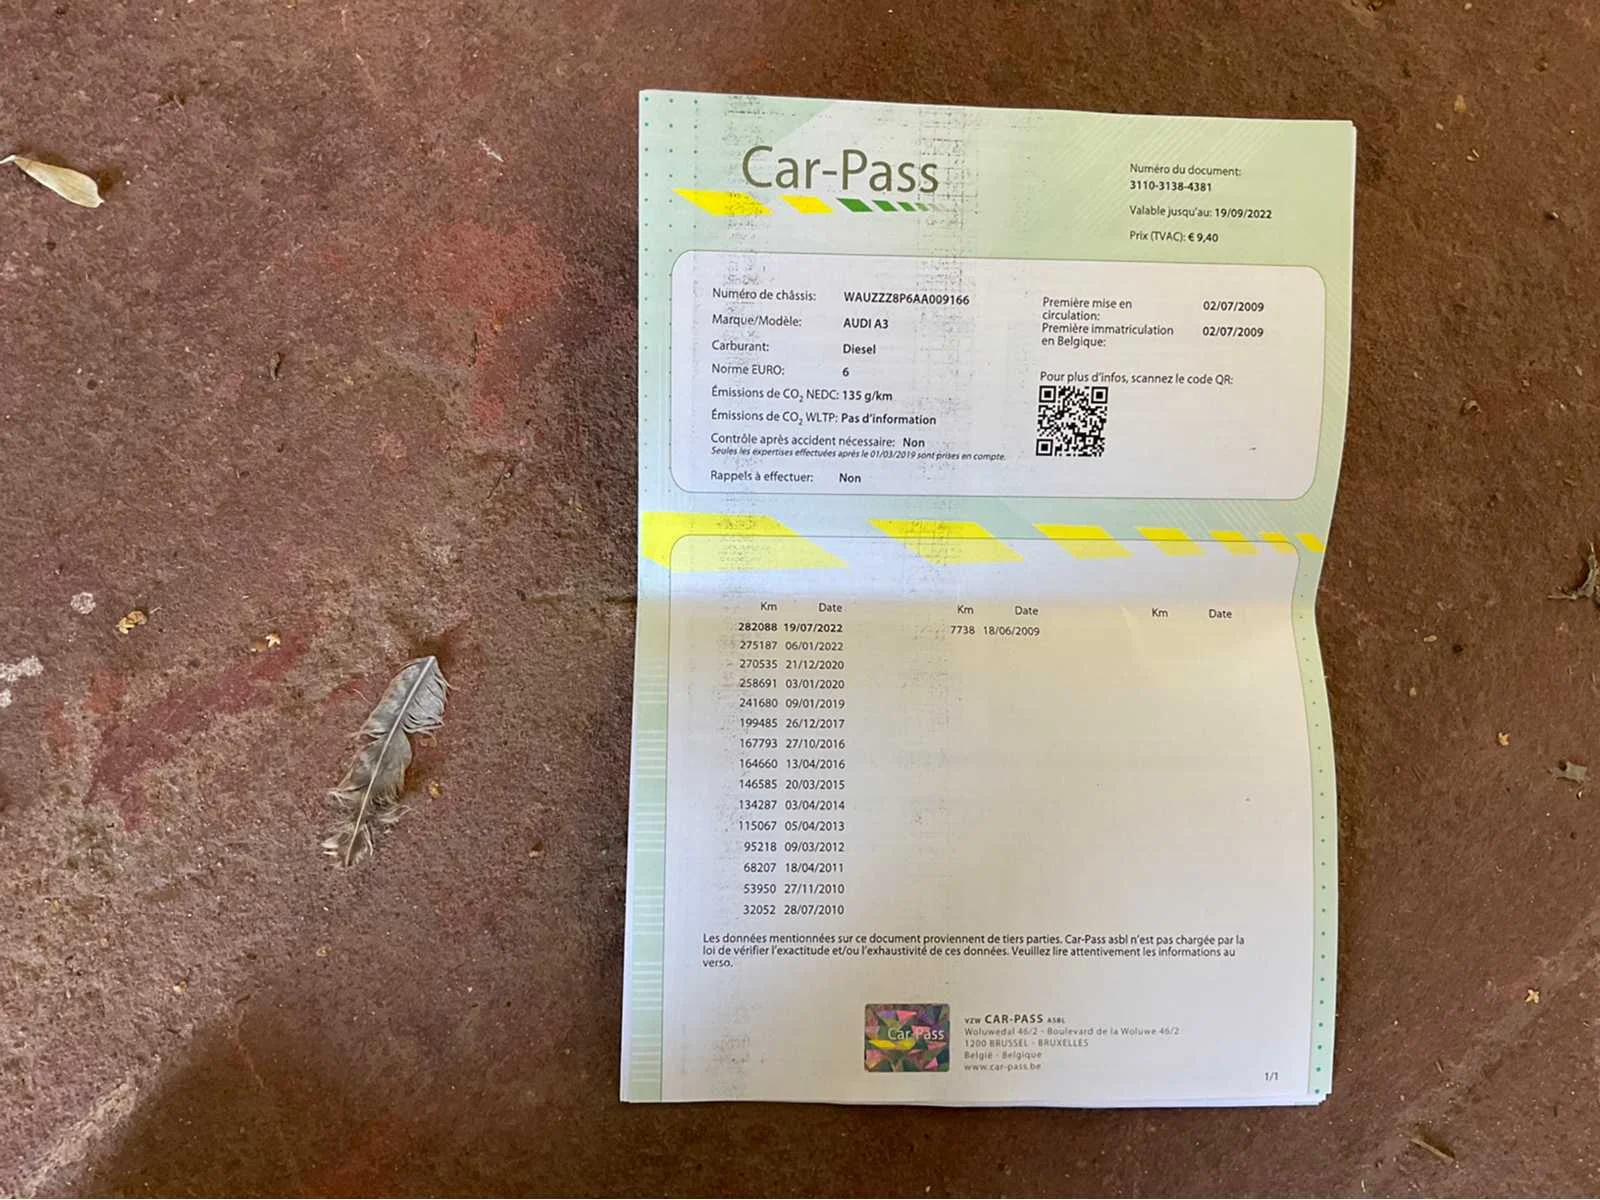 Car-Pass
Numéro du document:
3110-3138-4381
Valable jusqu'au: 19/09/2022
Prix (TVAC): € 9,40
Numéro de châssis: WAUZZZ8P6AA009166
Marque/Modèle: AUDI A3
Carburant: Diesel
Norme EURO: 6
Émissions de CO2 NEDC: 135 g/km
Émissions de CO2 WLTP: Pas d'information
Contrôle après accident nécessaire: Non
Seules les expertises effectuées après le 01/03/2019 sont prises en compte.
Rappels à effectuer: Non
Première mise en
circulation: 02/07/2009
Première immatriculation
en Belgique: 02/07/2009
Pour plus d'infos, scannez le code QR:
Km Date
282088 19/07/2022
275187 06/01/2022
270535 21/12/2020
258691 03/01/2020
241680 09/01/2019
199485 26/12/2017
167793 27/10/2016
164660 13/04/2016
146585 20/03/2015
134287 03/04/2014
115067 05/04/2013
95218 09/03/2012
68207 18/04/2011
53950 27/11/2010
32052 28/07/2010
Km Date
7738 18/06/2009
Km Date
Les données mentionnées sur ce document proviennent de tiers parties. Car-Pass asbl n'est pas chargée par la
loi de vérifier l'exactitude et/ou l'exhaustivité de ces données. Veuillez lire attentivement les informations au
verso.
Car-Pass
VZW CAR-PASS ASBL
Woluwedal 46/2 - Boulevard de la Woluwe 46/2
1200 BRUSSEL - BRUXELLES
België - Belgique
www.car-pass.be
1/1